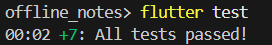 offline_notes> flutter test
00:02 +7: All tests passed!